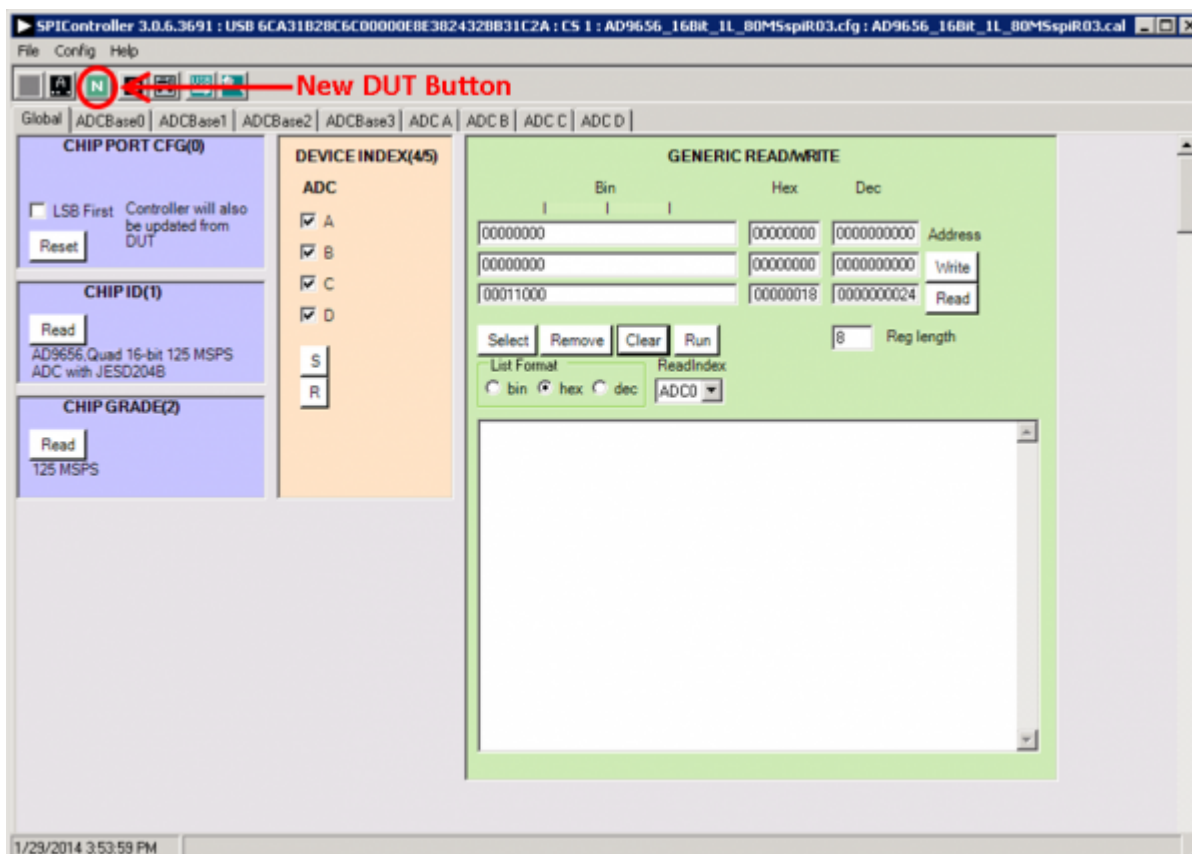 SPIController 3.0.6.3691 : USB 6CA31B28C6C00000E8E3824328BB31C2A : CS 1 : AD9656_16Bit_1L_80MSspiR03.cfg : AD9656_16Bit_1L_80MSspiR03.cal
File Config Help
New DUT Button
Global ADCBase0 ADCBase1 ADCBase2 ADCBase3 ADC A ADC B ADC C ADC D
CHIP PORT CFG(0)
LSB First Controller will also
be updated from
DUT
Reset
CHIP ID(1)
Read
AD9656,Quad 16-bit 125 MSPS
ADC with JESD204B
CHIP GRADE(2)
Read
125 MSPS
DEVICE INDEX(4/5)
ADC
A
B
C
D
S
R
GENERIC READ/WRITE
Bin Hex Dec
00000000 00000000 0000000000 Address
00000000 00000000 0000000000 Write
00011000 00000018 0000000024 Read
Select Remove Clear Run 8 Reg length
List Format ReadIndex
bin hex dec ADC0
1/29/2014 3:53:59 PM